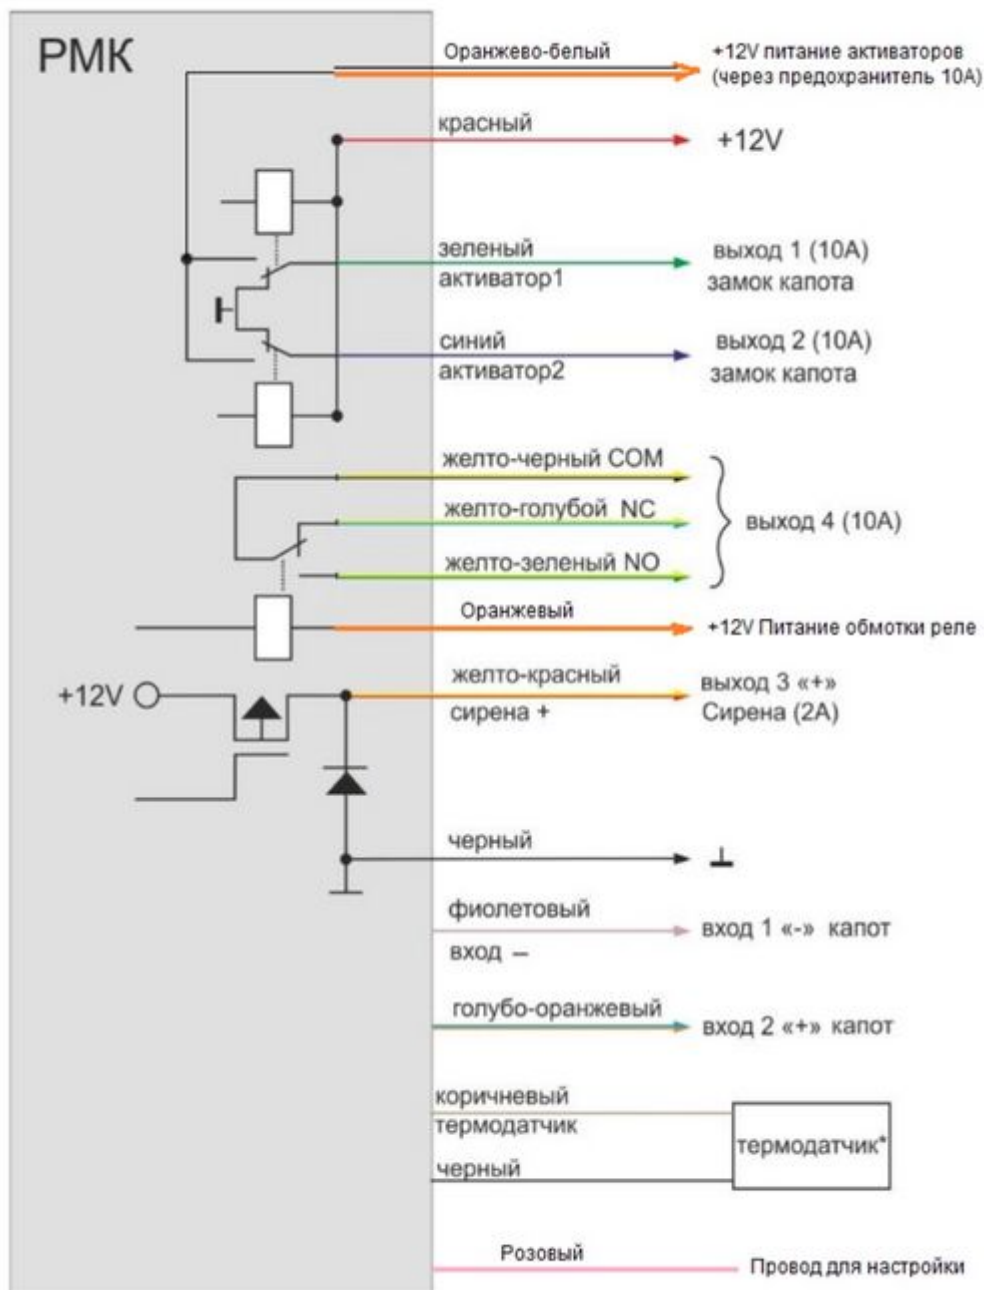 РМК
Оранжево-белый
+12V питание активаторов
(через предохранитель 10А)
красный
+12V
зеленый
активатор1
выход 1 (10А)
замок капота
синий
активатор2
выход 2 (10А)
замок капота
желто-черный COM
желто-голубой NC
выход 4 (10А)
желто-зеленый NO
Оранжевый
+12V Питание обмотки реле
+12V
желто-красный
сирена +
выход 3 «+»
Сирена (2А)
черный
фиолетовый
вход –
вход 1 «-» капот
голубо-оранжевый
вход 2 «+» капот
коричневый
термодатчик
термодатчик*
черный
Розовый
Провод для настройки